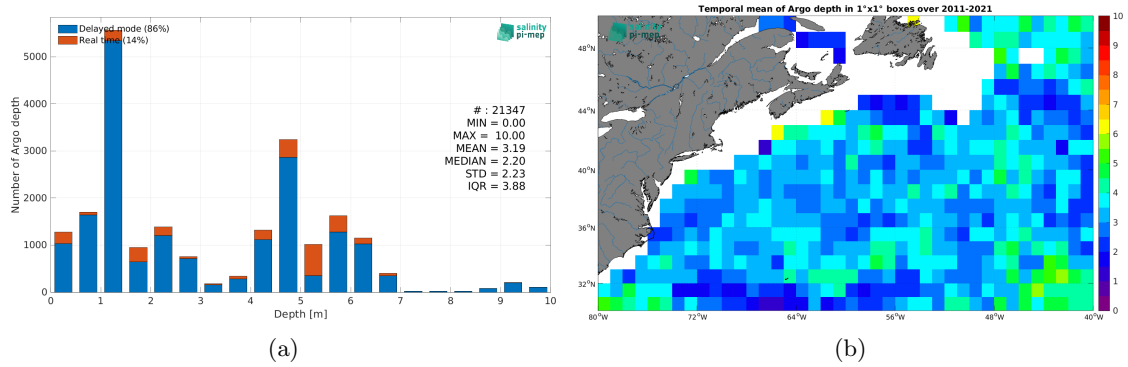 Delayed mode (86%)
Real time (14%)
salinity
pi-mep
Number of Argo depth
5000
4000
3000
2000
1000
0
# : 21347
MIN = 0.00
MAX = 10.00
MEAN = 3.19
MEDIAN = 2.20
STD = 2.23
IQR = 3.88
0 1 2 3 4 5 6 7 8 9 10
Depth [m]
(a)
Temporal mean of Argo depth in 1°x1° boxes over 2011-2021
salinity
pi-mep
48°N
44°N
40°N
36°N
32°N
80°W 72°W 64°W 56°W 48°W 40°W
10
9
8
7
6
5
4
3
2
1
0
(b)